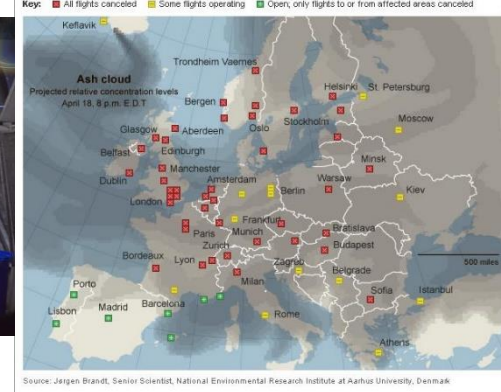 Key: All flights canceled Some flights operating Open; only flights to or from affected areas canceled
Keflavik
Ash cloud
Projected relative concentration levels
April 18, 8 p.m. E.D.T
Trondheim Vaernes
Helsinki
St. Petersburg
Bergen
Oslo
Stockholm
Moscow
Glasgow
Aberdeen
Belfast
Edinburgh
Minsk
Dublin
Manchester
Amsterdam
Warsaw
London
Berlin
Kiev
Frankfurt
Paris
Munich
Bratislava
Zurich
Budapest
500 miles
Bordeaux
Lyon
Zagreb
Milan
Belgrade
Porto
Barcelona
Sofia
Istanbul
Lisbon
Madrid
Rome
Athens
Source: Jørgen Brandt, Senior Scientist, National Environmental Research Institute at Aarhus University, Denmark